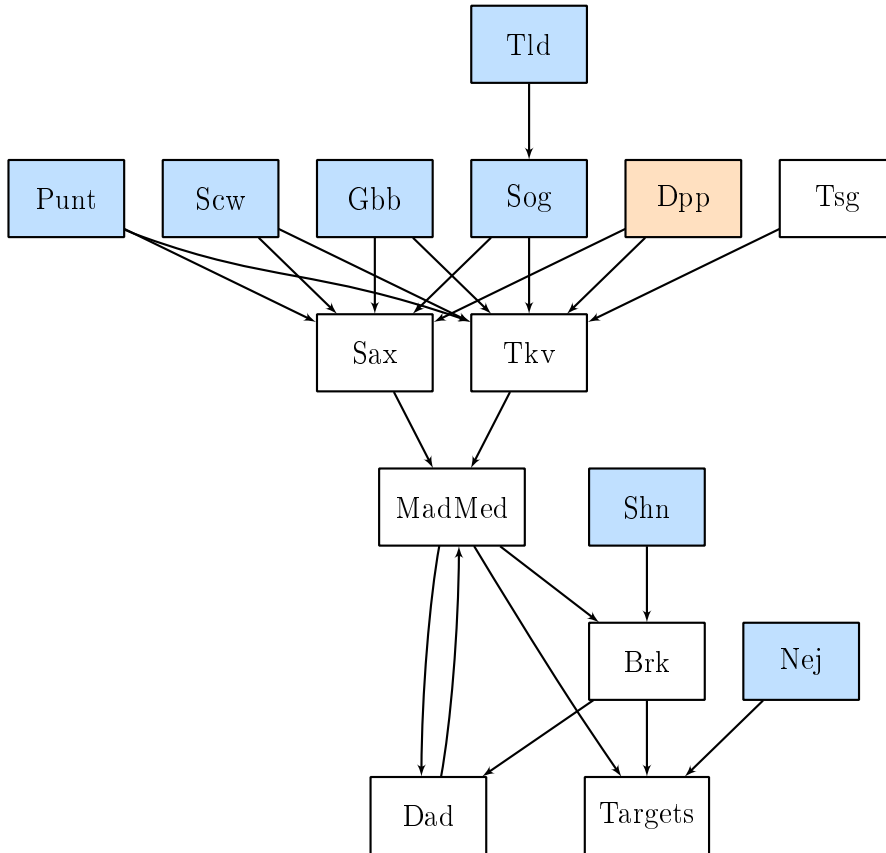 Tld
Punt
Scw
Gbb
Sog
Dpp
Tsg
Sax
Tkv
MadMed
Shn
Brk
Nej
Dad
Targets